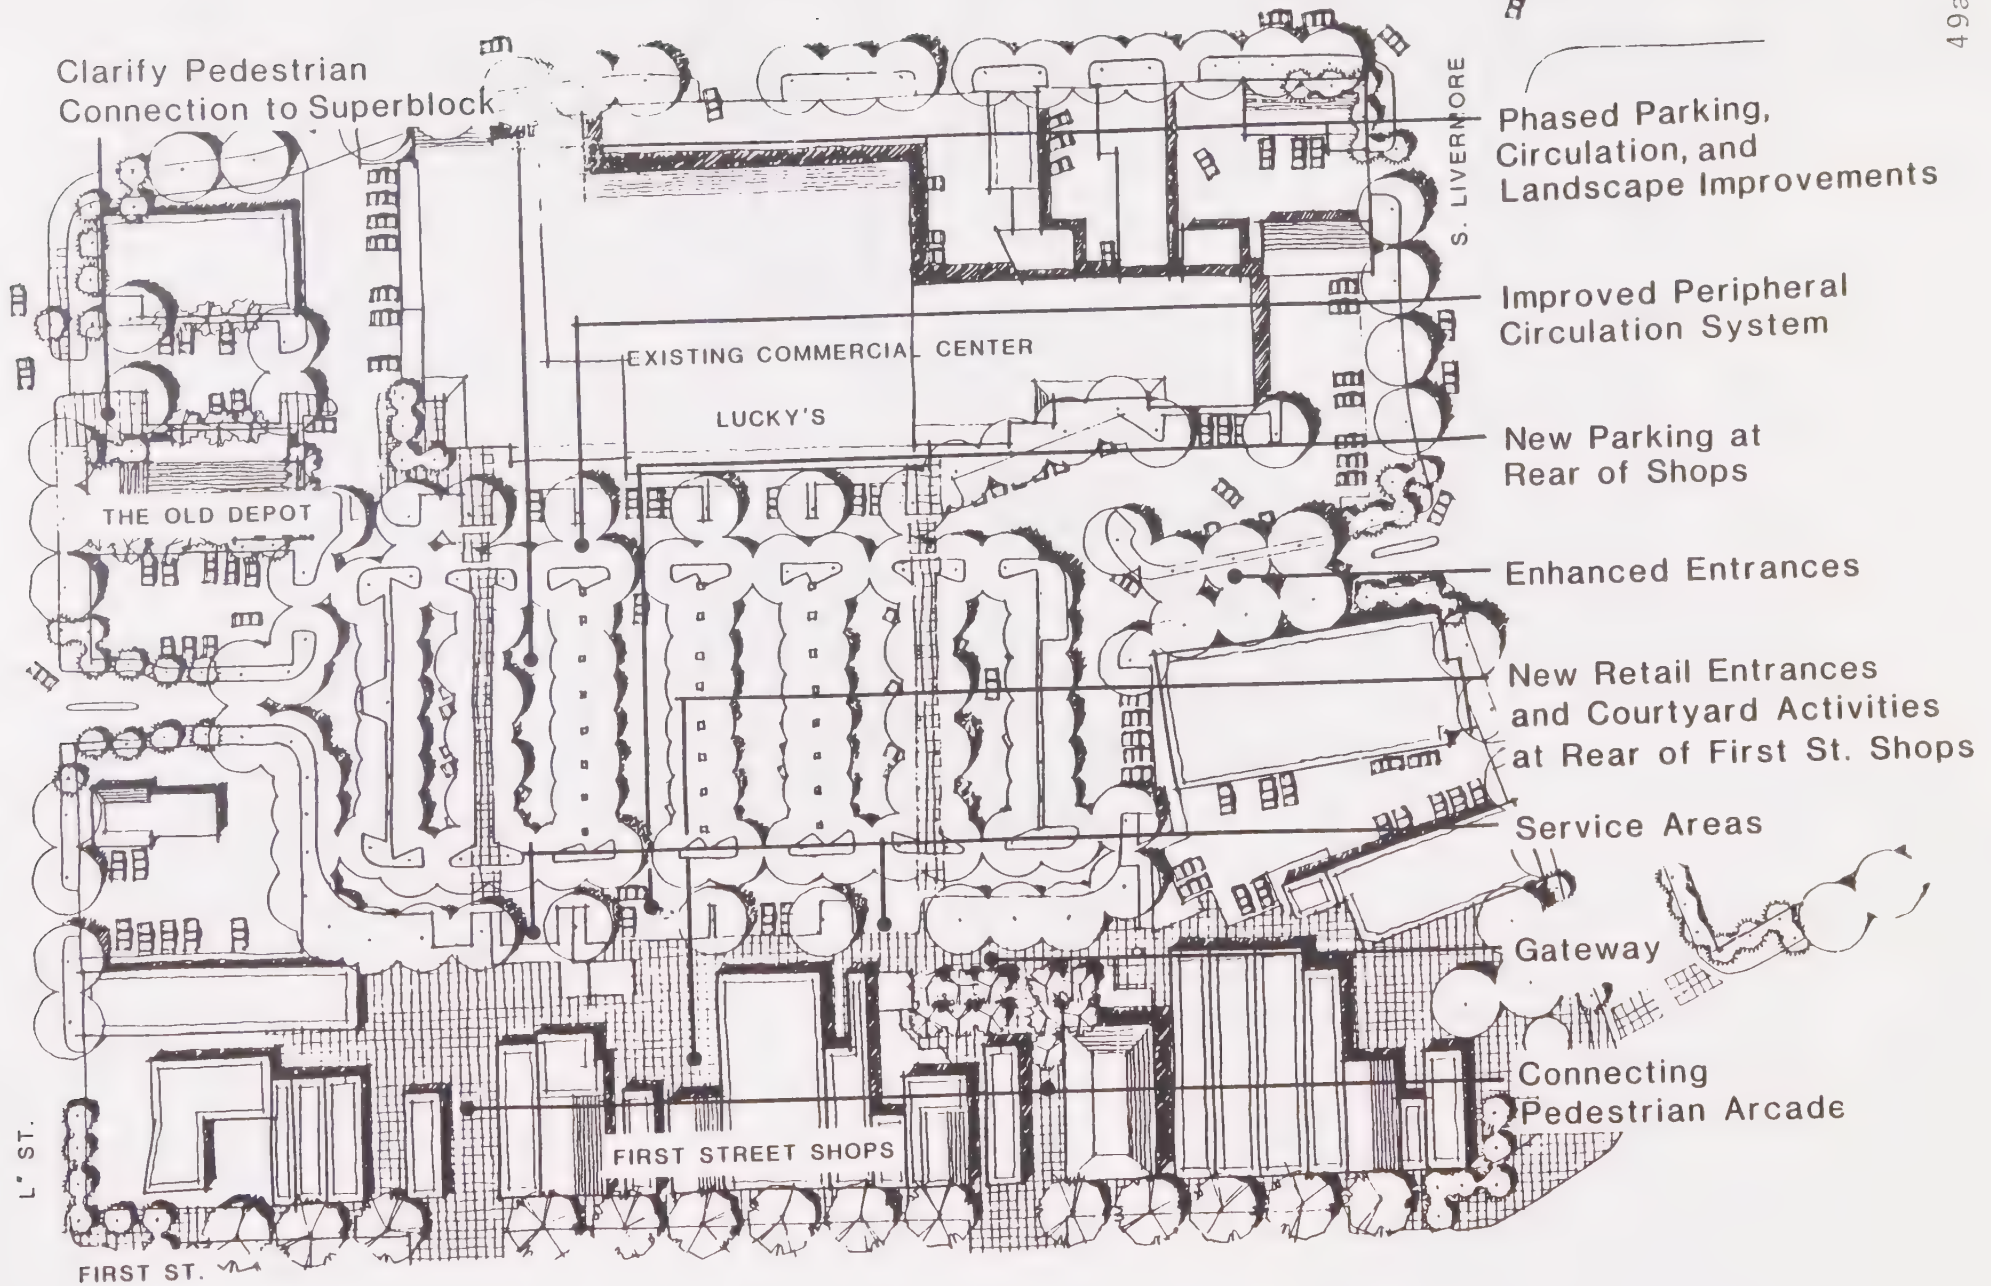 49a
Clarify Pedestrian
Connection to Superblock
S. LIVERMORE
Phased Parking,
Circulation, and
Landscape Improvements
Improved Peripheral
Circulation System
EXISTING COMMERCIAL CENTER
LUCKY'S
New Parking at
Rear of Shops
THE OLD DEPOT
Enhanced Entrances
New Retail Entrances
and Courtyard Activities
at Rear of First St. Shops
Service Areas
Gateway
Connecting
Pedestrian Arcade
FIRST STREET SHOPS
L" ST.
FIRST ST.